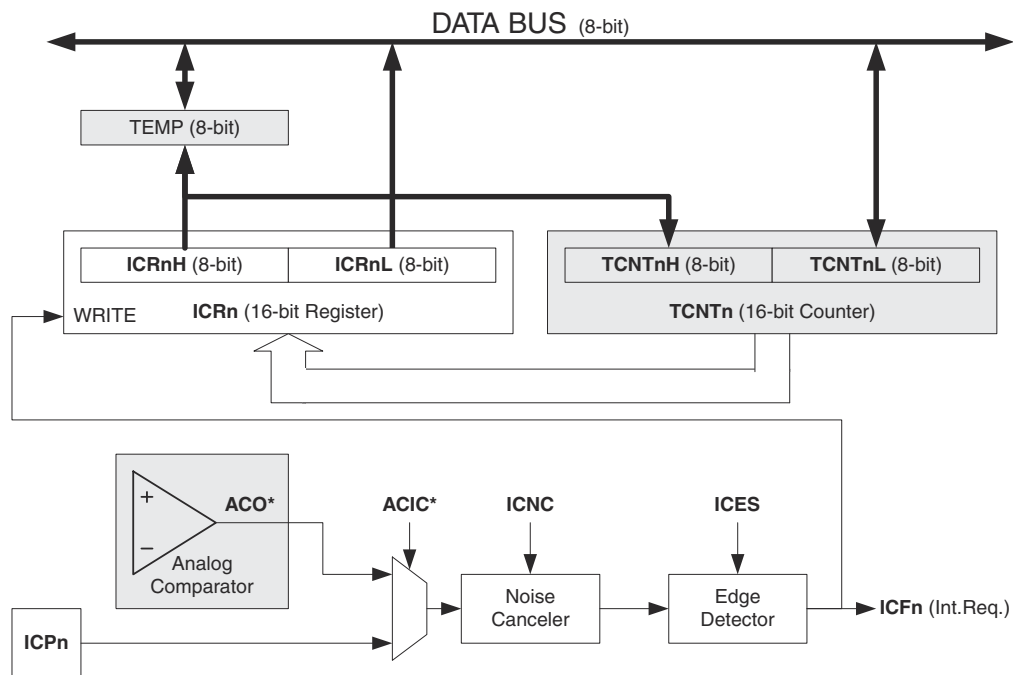 DATA BUS (8-bit)
TEMP (8-bit)
ICRnH (8-bit) ICRnL (8-bit)
TCNTnH (8-bit) TCNTnL (8-bit)
WRITE
ICRn (16-bit Register)
TCNTn (16-bit Counter)
+
−
ACO*
Analog
Comparator
ACIC*
ICNC
ICES
Noise
Canceler
Edge
Detector
ICFn (Int.Req.)
ICPn